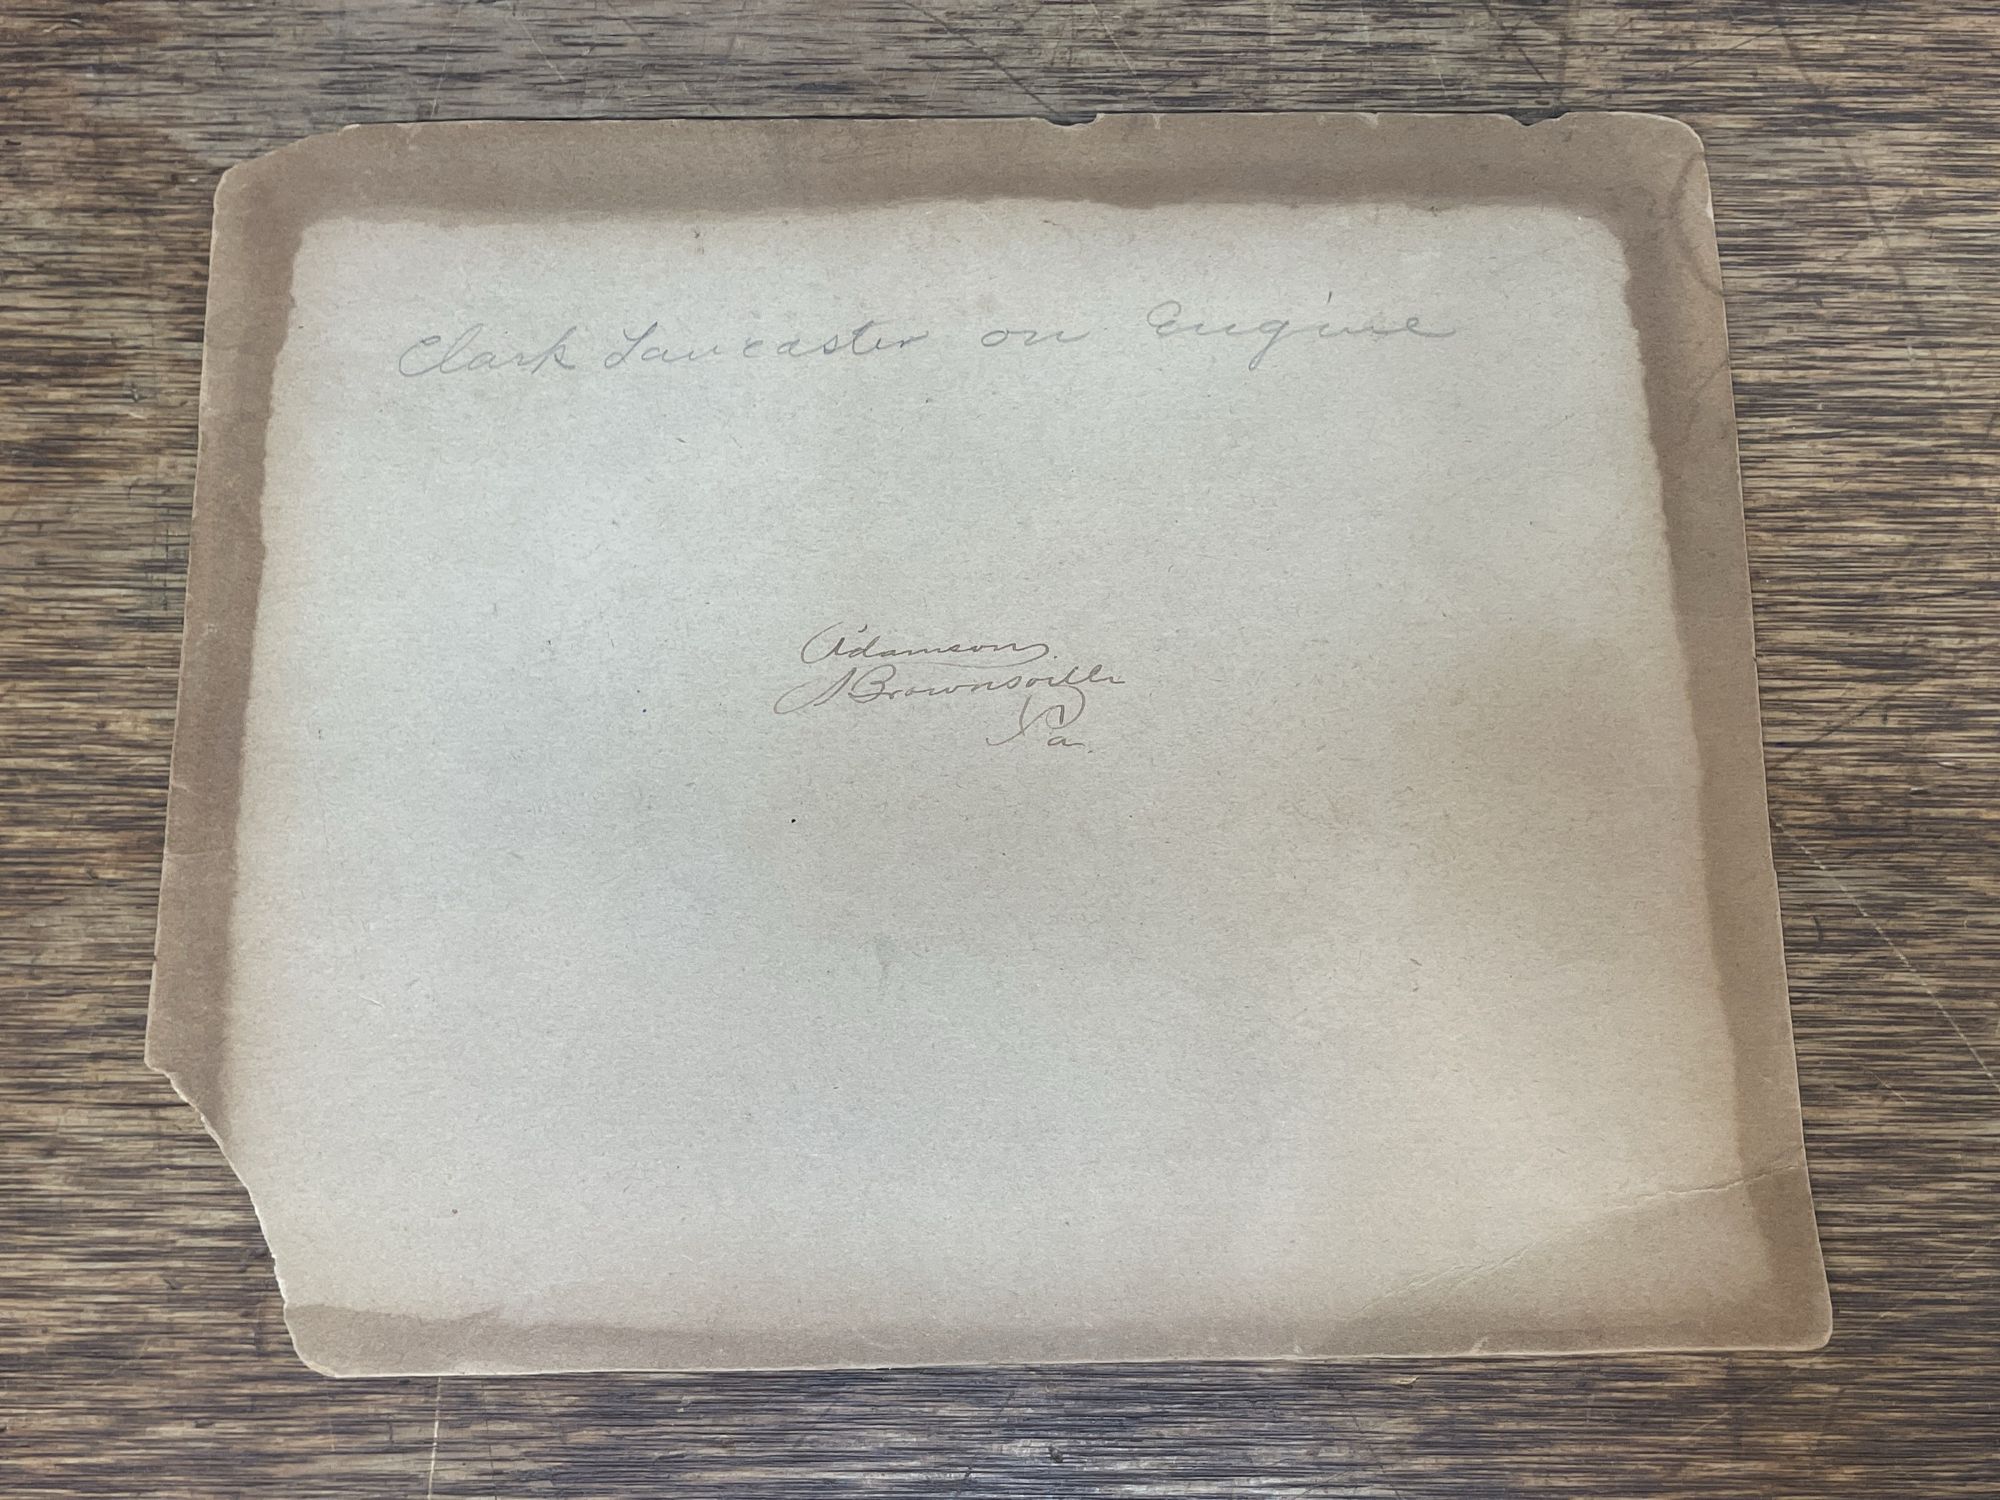 Clark Lancaster on Engine
Adamson
Brownsville
Pa.